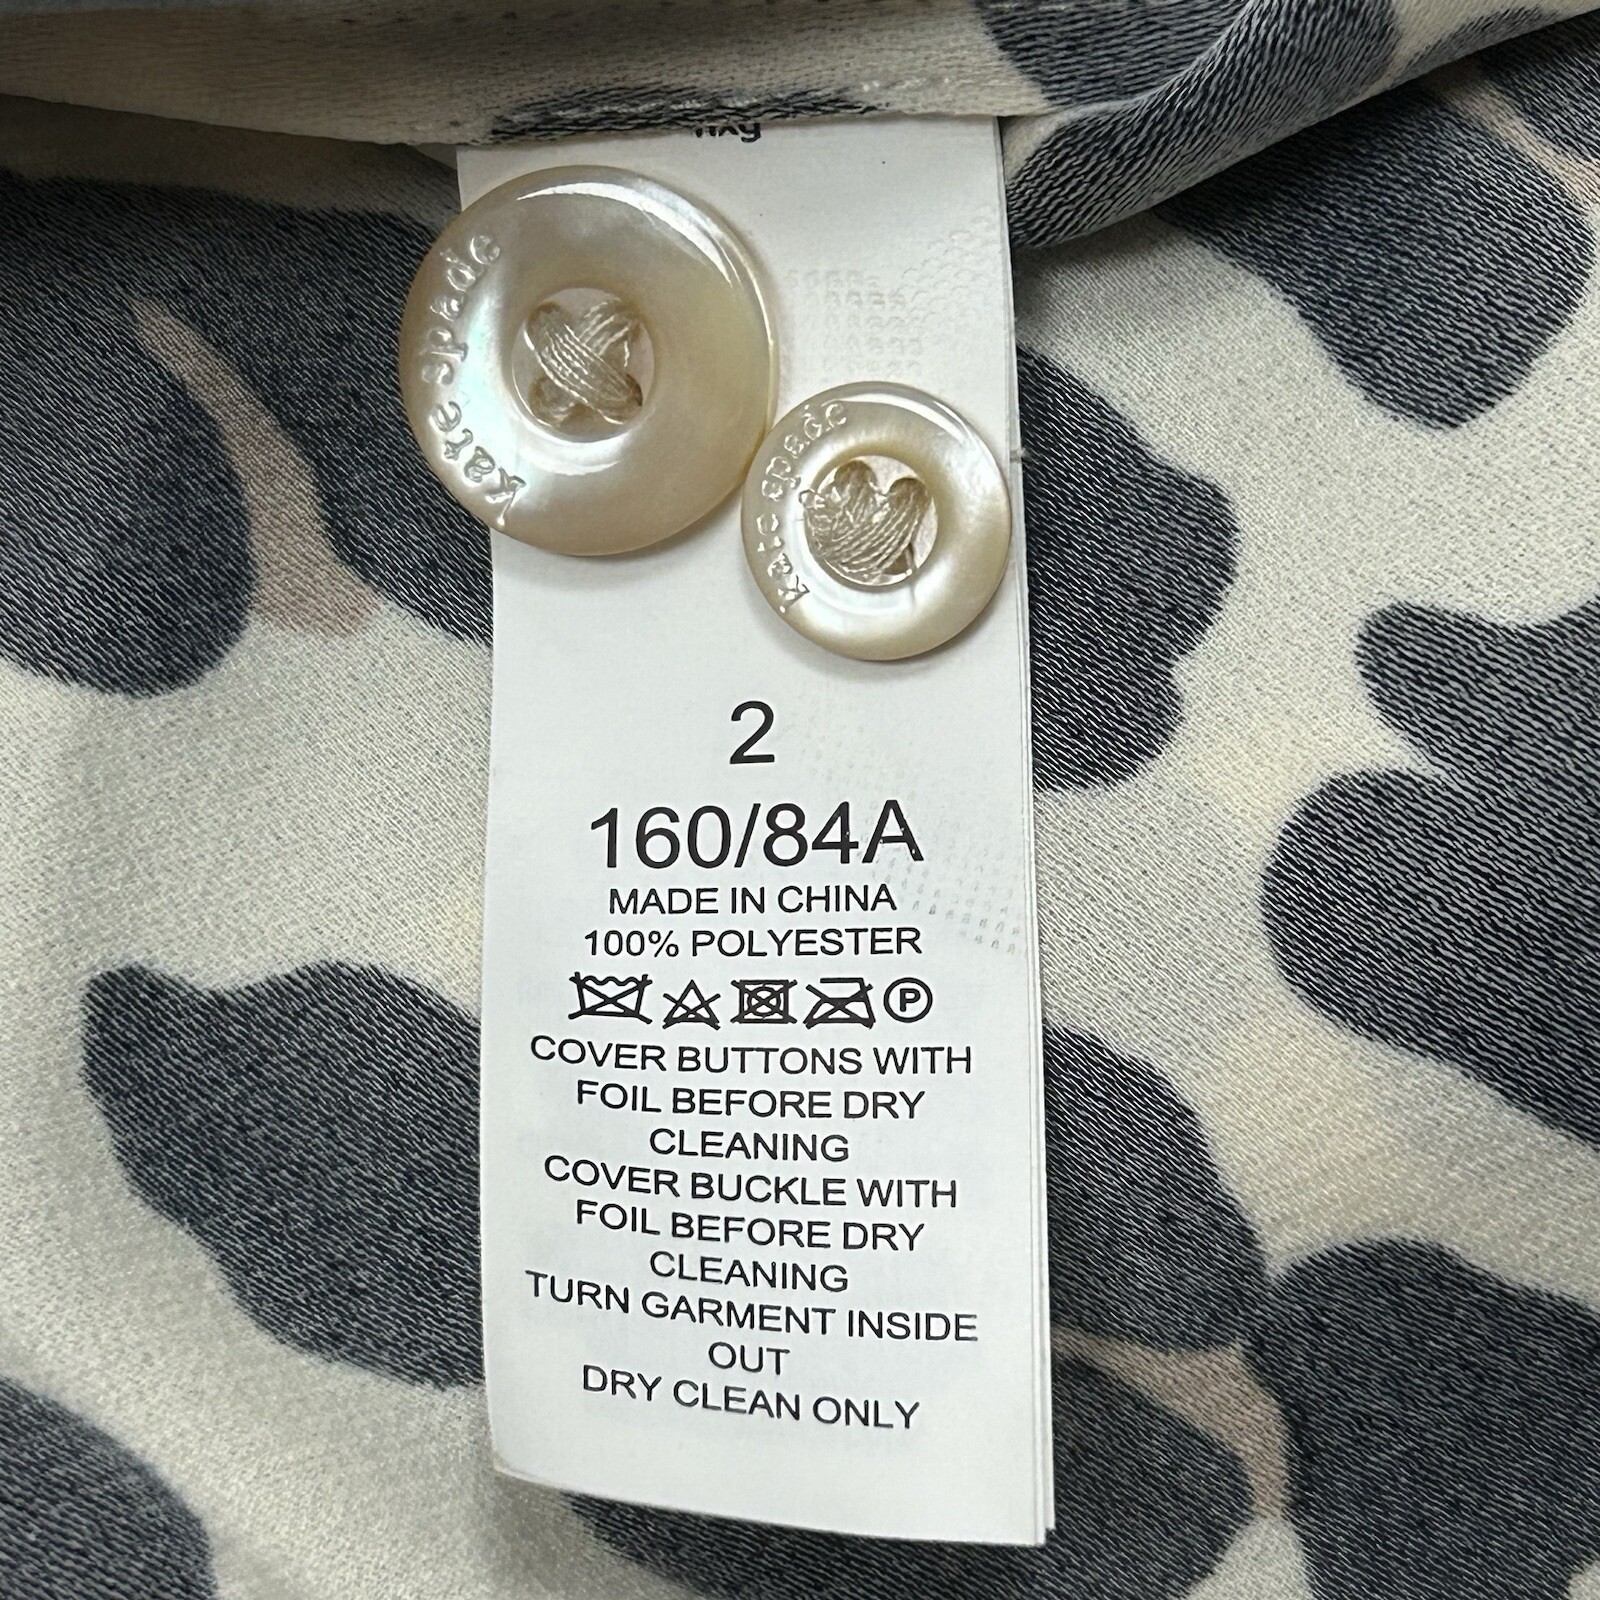 kate spade
kate spade
2
160/84A
MADE IN CHINA
100% POLYESTER
P
COVER BUTTONS WITH
FOIL BEFORE DRY
CLEANING
COVER BUCKLE WITH
FOIL BEFORE DRY
CLEANING
TURN GARMENT INSIDE
OUT
DRY CLEAN ONLY